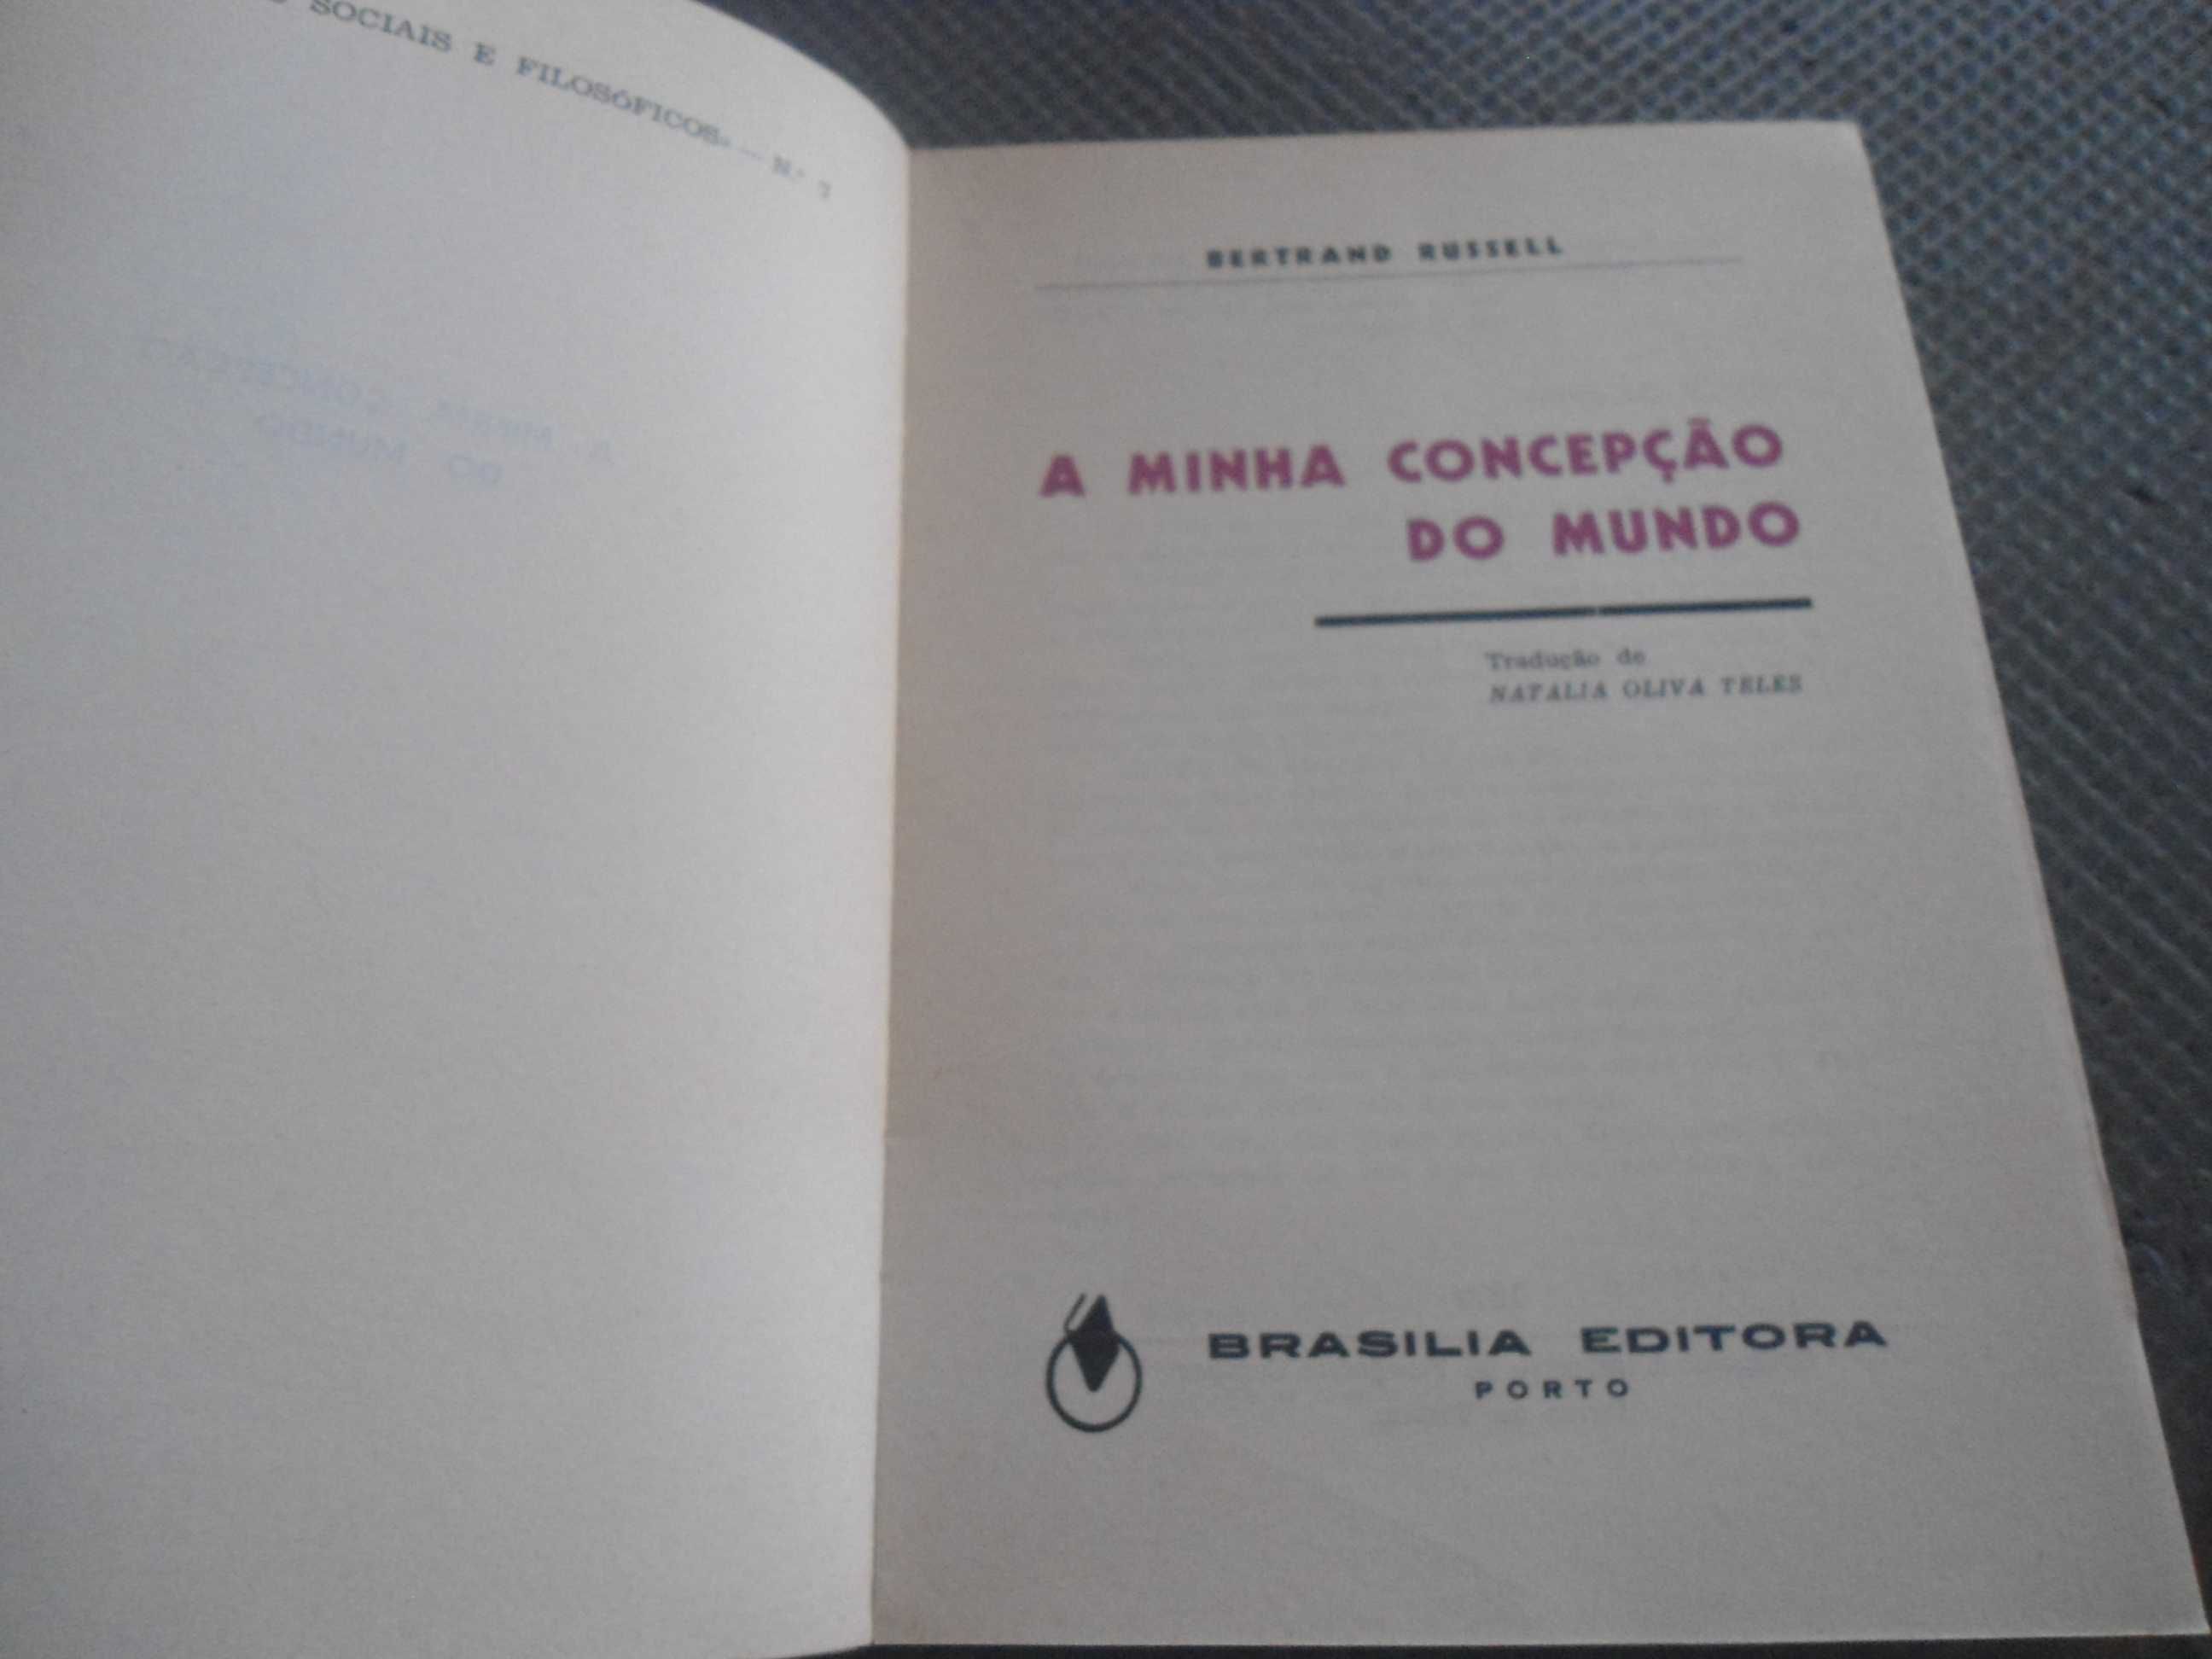 SOCIAIS E FILOSÓFICOS» — N.º
BERTRAND RUSSELL
A MINHA CONCEPÇÃO
DO MUNDO
Tradução de
NATALIA OLIVA TELES
BRASILIA EDITORA
PORTO